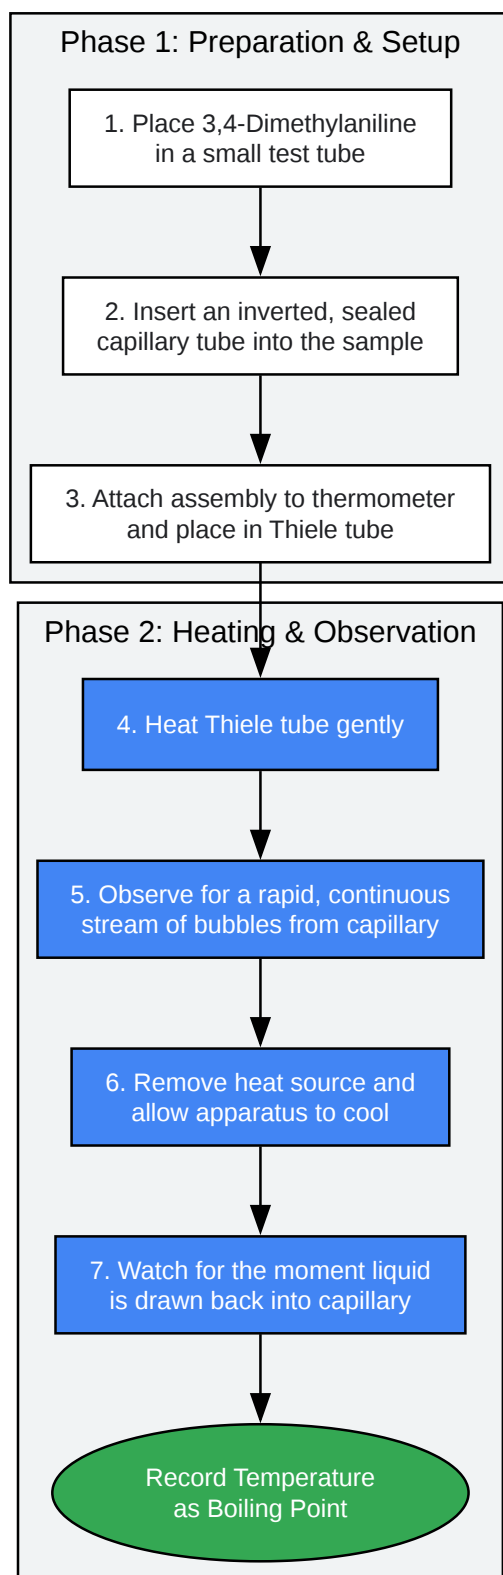 Phase 1: Preparation & Setup
1. Place 3,4-Dimethylaniline
in a small test tube
2. Insert an inverted, sealed
capillary tube into the sample
3. Attach assembly to thermometer
and place in Thiele tube
Phase 2: Heating & Observation
4. Heat Thiele tube gently
5. Observe for a rapid, continuous
stream of bubbles from capillary
6. Remove heat source and
allow apparatus to cool
7. Watch for the moment liquid
is drawn back into capillary
Record Temperature
as Boiling Point